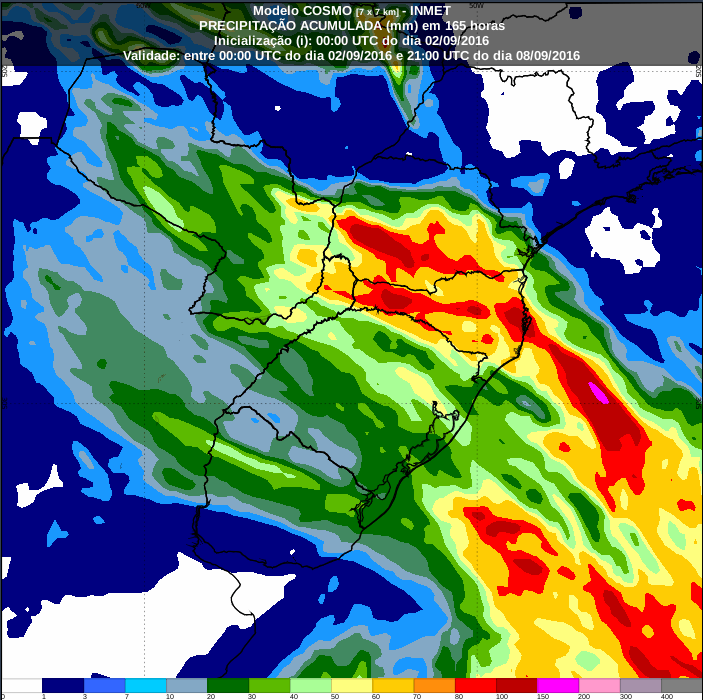 Modelo COSMO [7 x 7 km] - INMET
PRECIPITAÇÃO ACUMULADA (mm) em 165 horas
Inicialização (i): 00:00 UTC do dia 02/09/2016
Validade: entre 00:00 UTC do dia 02/09/2016 e 21:00 UTC do dia 08/09/2016
0 1 3 7 10 20 30 40 50 60 70 80 100 150 200 300 400